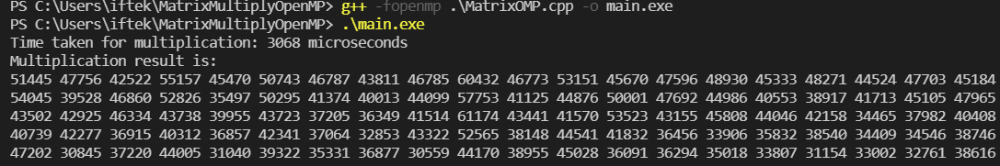 PS C:\Users\iftek\MatrixMultiplyOpenMP> g++ -fopenmp .\MatrixOMP.cpp -o main.exe
PS C:\Users\iftek\MatrixMultiplyOpenMP> .\main.exe
Time taken for multiplication: 3068 microseconds
Multiplication result is:
51445 47756 42522 55157 45470 50743 46787 43811 46785 60432 46773 53151 45670 47596 48930 45333 48271 44524 47703 45184
54045 39528 46860 52826 35497 50295 41374 40013 44099 57753 41125 44876 50001 47692 44986 40553 38917 41713 45105 47965
43502 42925 46334 43738 39955 43723 37205 36349 41514 61174 43441 41570 53523 43155 45808 44046 42158 34465 37982 40408
40739 42277 36915 40312 36857 42341 37064 32853 43322 52565 38148 44541 41832 36456 33906 35832 38540 34409 34546 38746
47202 30845 37220 44005 31040 39322 35331 36877 30559 44170 38955 45028 36091 36294 35018 33807 31154 33002 32761 38616